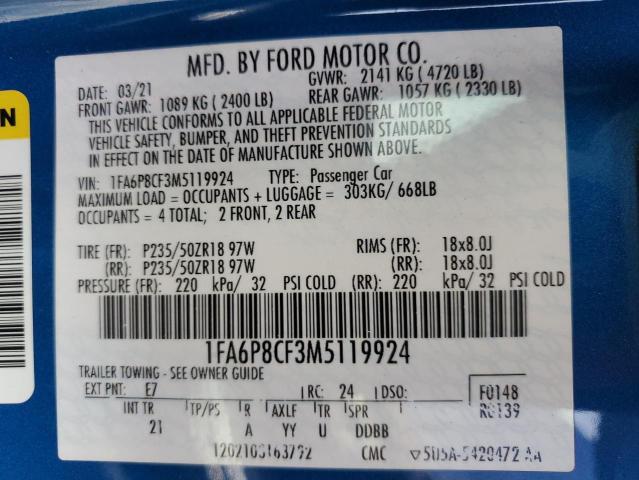 MFD. BY FORD MOTOR CO.
DATE: 03/21 GVWR: 2141 KG ( 4720 LB)
FRONT GAWR: 1089 KG ( 2400 LB) REAR GAWR: 1057 KG ( 2330 LB)
THIS VEHICLE CONFORMS TO ALL APPLICABLE FEDERAL MOTOR
VEHICLE SAFETY, BUMPER, AND THEFT PREVENTION STANDARDS
IN EFFECT ON THE DATE OF MANUFACTURE SHOWN ABOVE.
VIN: 1FA6P8CF3M5119924 TYPE: Passenger Car
MAXIMUM LOAD = OCCUPANTS + LUGGAGE = 303KG/ 668LB
OCCUPANTS = 4 TOTAL; 2 FRONT, 2 REAR
TIRE (FR): P235/50ZR18 97W RIMS (FR): 18x8.0J
(RR): P235/50ZR18 97W (RR): 18x8.0J
PRESSURE (FR): 220 kPa/ 32 PSI COLD (RR): 220 kPa/ 32 PSI COLD
1FA6P8CF3M5119924
TRAILER TOWING - SEE OWNER GUIDE
EXT PNT: E7 RC: 24 DSO: F0148
INT TR TP/PS R AXLE TR SPR R0139
21 A YY U DDBB
CMC